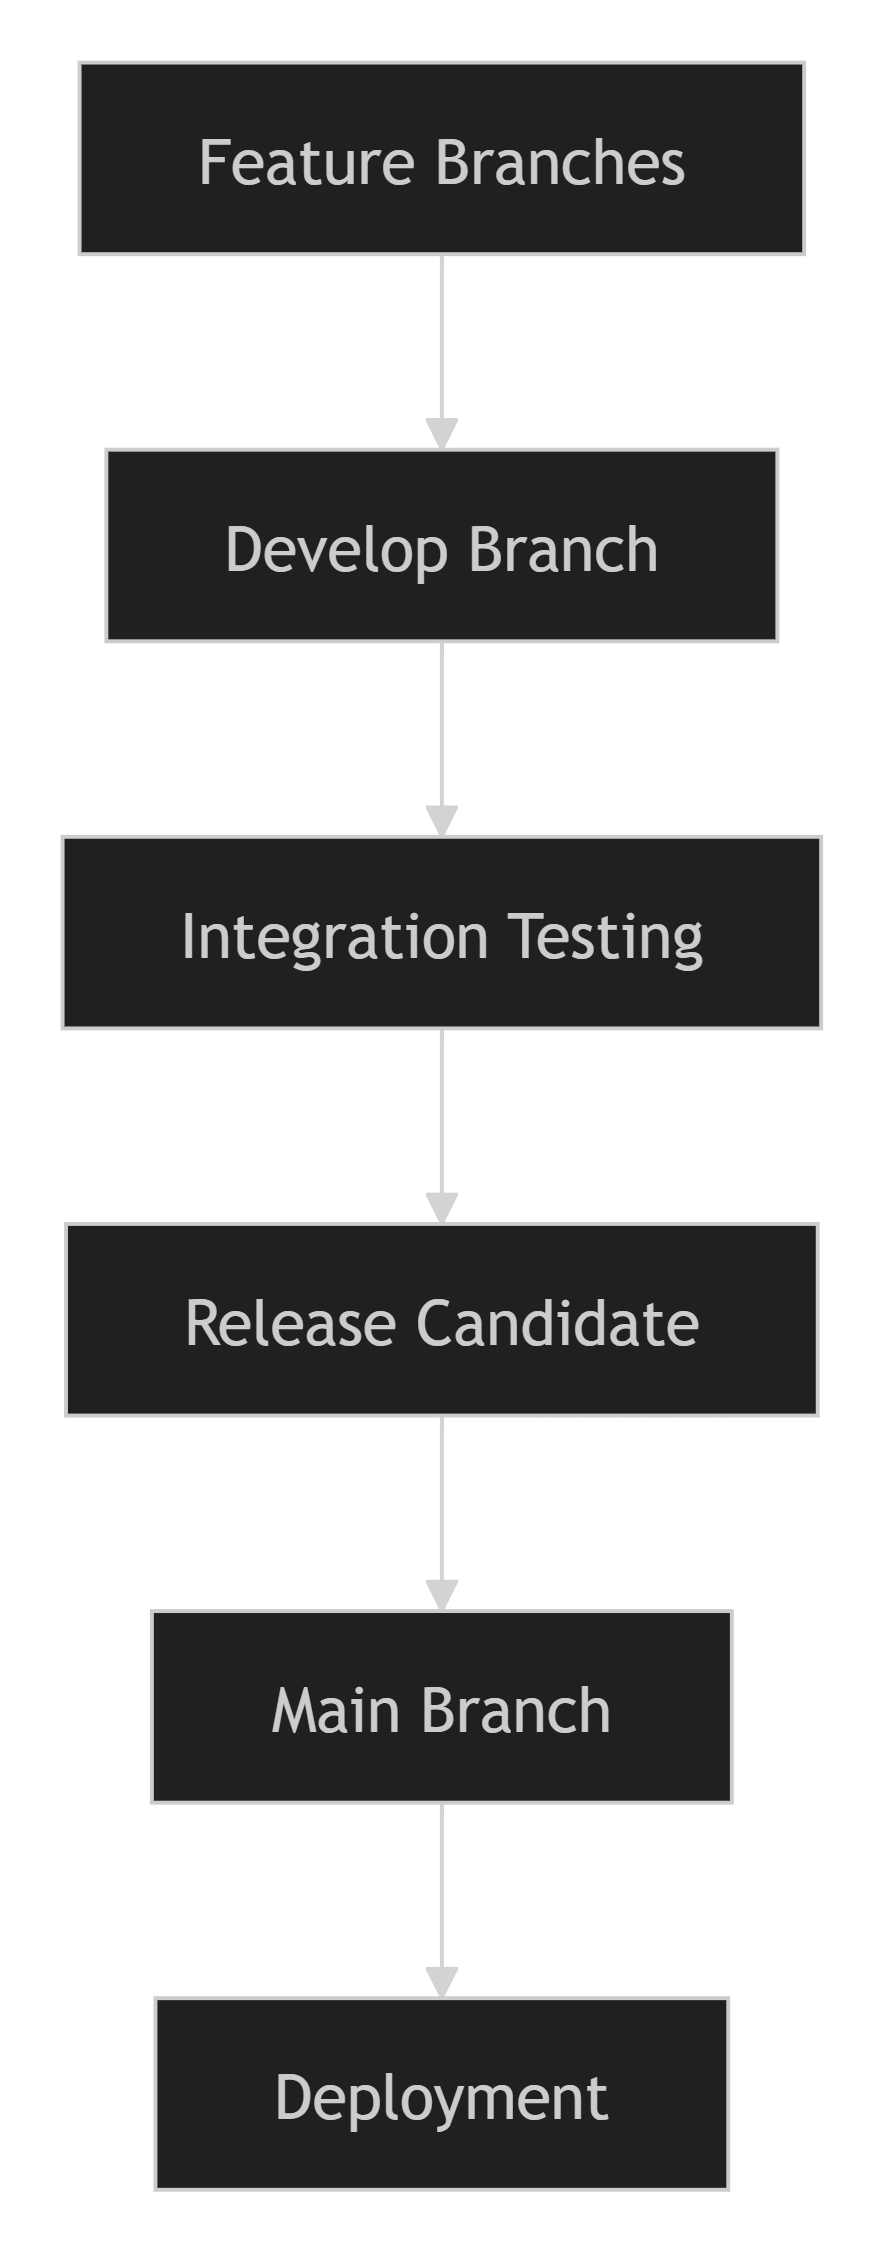 Feature Branches
Develop Branch
Integration Testing
Release Candidate
Main Branch
Deployment